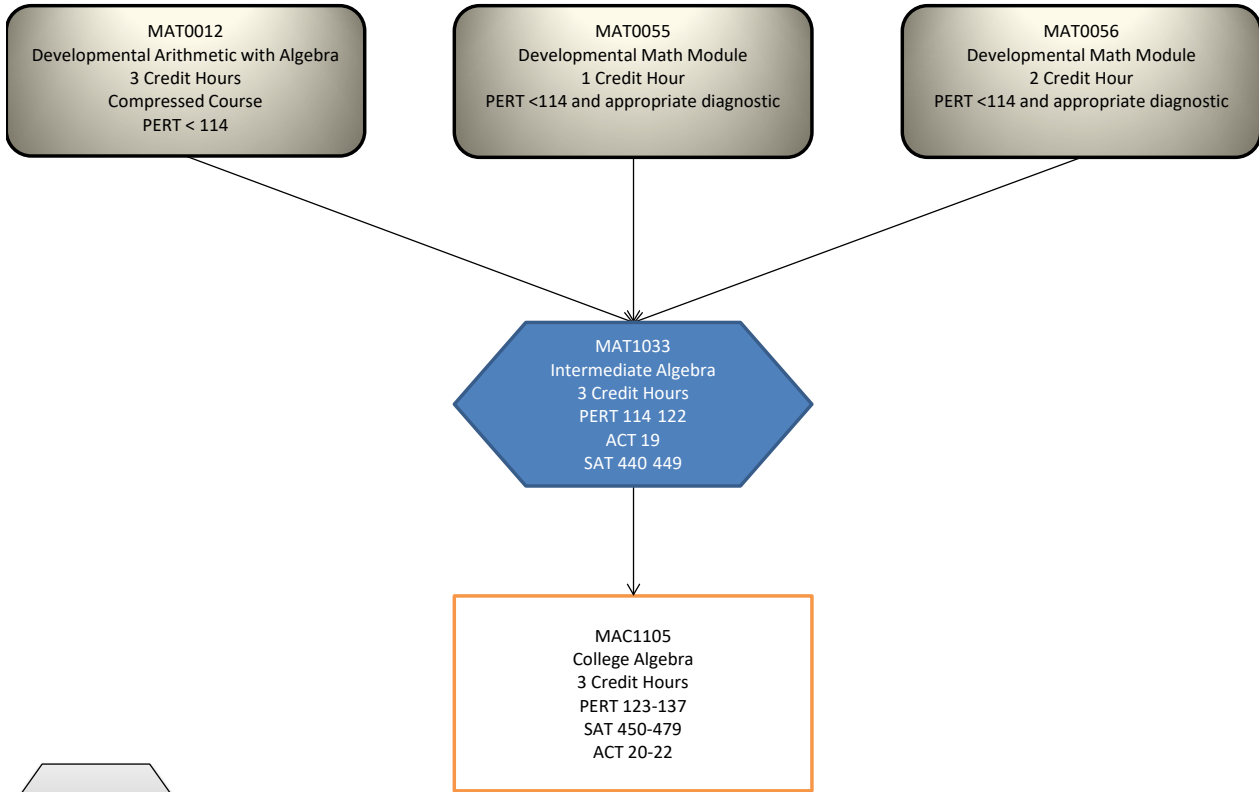 MAT0012
Developmental Arithmetic with Algebra
3 Credit Hours
Compressed Course
PERT < 114
MAT0055
Developmental Math Module
1 Credit Hour
PERT <114 and appropriate diagnostic
MAT0056
Developmental Math Module
2 Credit Hour
PERT <114 and appropriate diagnostic
MAT1033
Intermediate Algebra
3 Credit Hours
PERT 114 122
ACT 19
SAT 440 449
MAC1105
College Algebra
3 Credit Hours
PERT 123-137
SAT 450-479
ACT 20-22